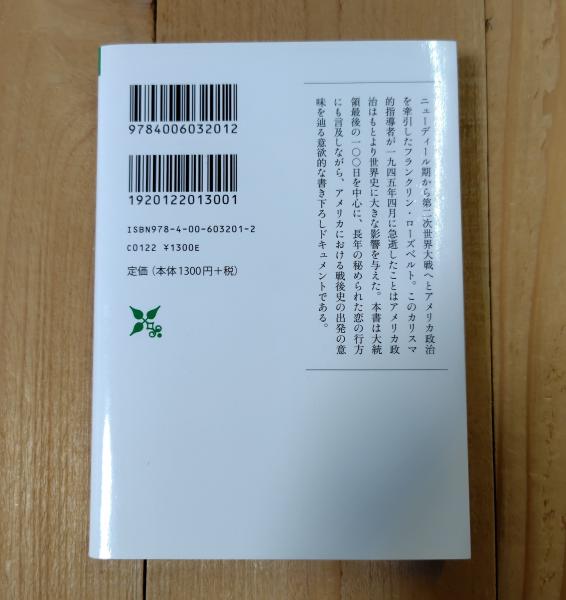 9784006032012
1920122013001
ISBN978-4-00-603201-2
C0122 ¥1300E
定価(本体1300円+税)
ニューディール期から第二次世界大戦へとアメリカ政治
を牽引したフランクリン・ローズベルト。このカリスマ
的指導者が一九四五年四月に急逝したことはアメリカ政
治はもとより世界史に大きな影響を与えた。本書は大統
領最後の一〇〇日を中心に、長年の秘められた恋の行方
にも言及しながら、アメリカにおける戦後史の出発の意
味を辿る意欲的な書き下ろしドキュメントである。